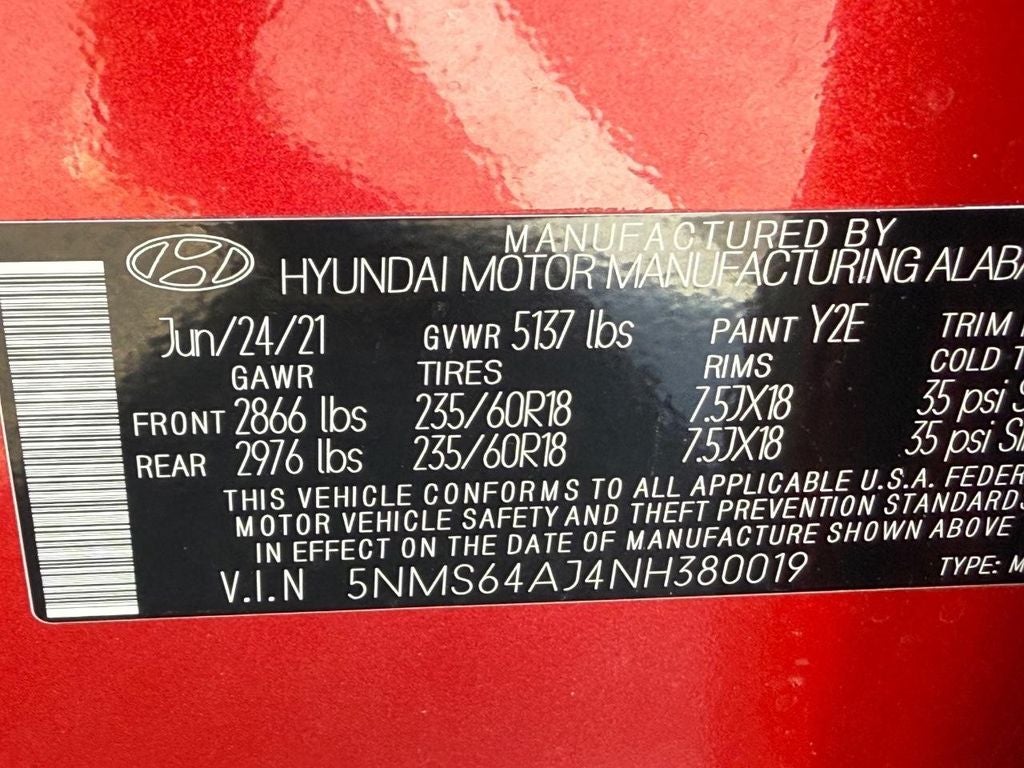 MANUFACTURED BY
HYUNDAI MOTOR MANUFACTURING
Jun/24/21 GVWR 5137 lbs PAINT Y2E TRIM
GAWR TIRES RIMS COLD
FRONT 2866 lbs 235/60R18 7.5JX18 35 psi
REAR 2976 lbs 235/60R18 7.5JX18 35 psi
THIS VEHICLE CONFORMS TO ALL APPLICABLE U.S.A.
MOTOR VEHICLE SAFETY AND THEFT PREVENTION
IN EFFECT ON THE DATE OF MANUFACTURE SHOWN ABOVE
V.I.N 5NMS64AJ4NH380019 TYPE: